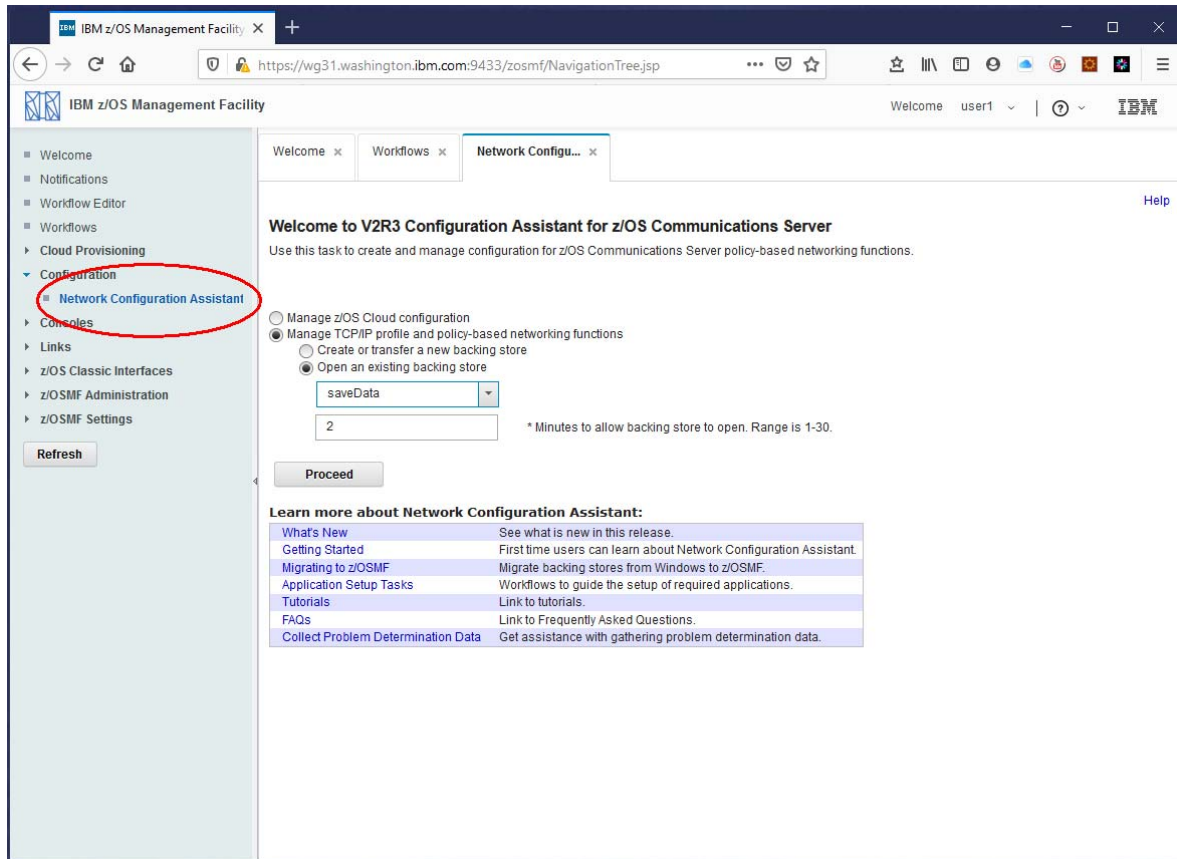 IBM z/OS Management Facility
https://wg31.washington.ibm.com:9433/zosmf/NavigationTree.jsp
IBM z/OS Management Facility
Welcome user1
IBM
Welcome
Notifications
Workflow Editor
Workflows
Cloud Provisioning
Configuration
Network Configuration Assistant
Consoles
Links
z/OS Classic Interfaces
z/OSMF Administration
z/OSMF Settings
Refresh
Welcome
Workflows
Network Configu...
Help
Welcome to V2R3 Configuration Assistant for z/OS Communications Server
Use this task to create and manage configuration for z/OS Communications Server policy-based networking functions.
Manage z/OS Cloud configuration
Manage TCP/IP profile and policy-based networking functions
Create or transfer a new backing store
Open an existing backing store
saveData
2 * Minutes to allow backing store to open. Range is 1-30.
Proceed
Learn more about Network Configuration Assistant:
What's New See what is new in this release.
Getting Started First time users can learn about Network Configuration Assistant.
Migrating to z/OSMF Migrate backing stores from Windows to z/OSMF.
Application Setup Tasks Workflows to guide the setup of required applications.
Tutorials Link to tutorials.
FAQs Link to Frequently Asked Questions.
Collect Problem Determination Data Get assistance with gathering problem determination data.